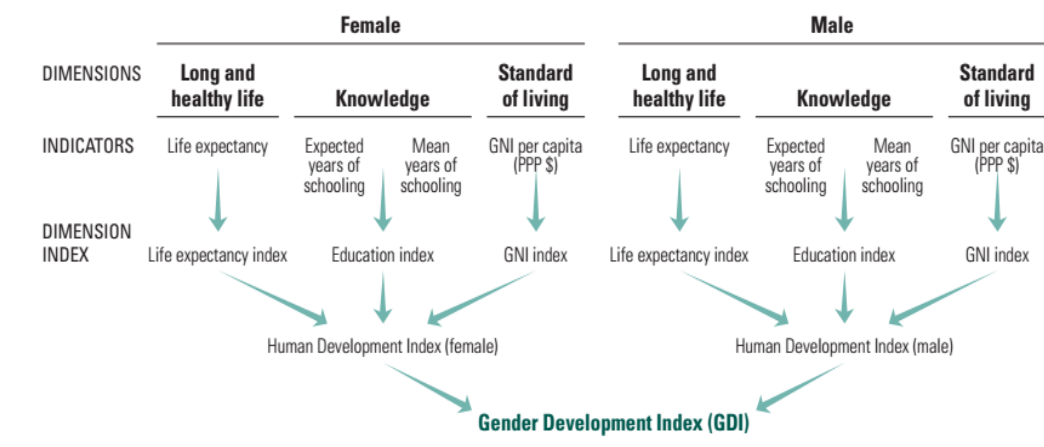 Female Male
DIMENSIONS Long and healthy life Knowledge Standard of living Long and healthy life Knowledge Standard of living
INDICATORS Life expectancy Expected years of schooling Mean years of schooling GNI per capita (PPP $) Life expectancy Expected years of schooling Mean years of schooling GNI per capita (PPP $)
DIMENSION INDEX Life expectancy index Education index GNI index Life expectancy index Education index GNI index
Human Development Index (female) Human Development Index (male)
Gender Development Index (GDI)